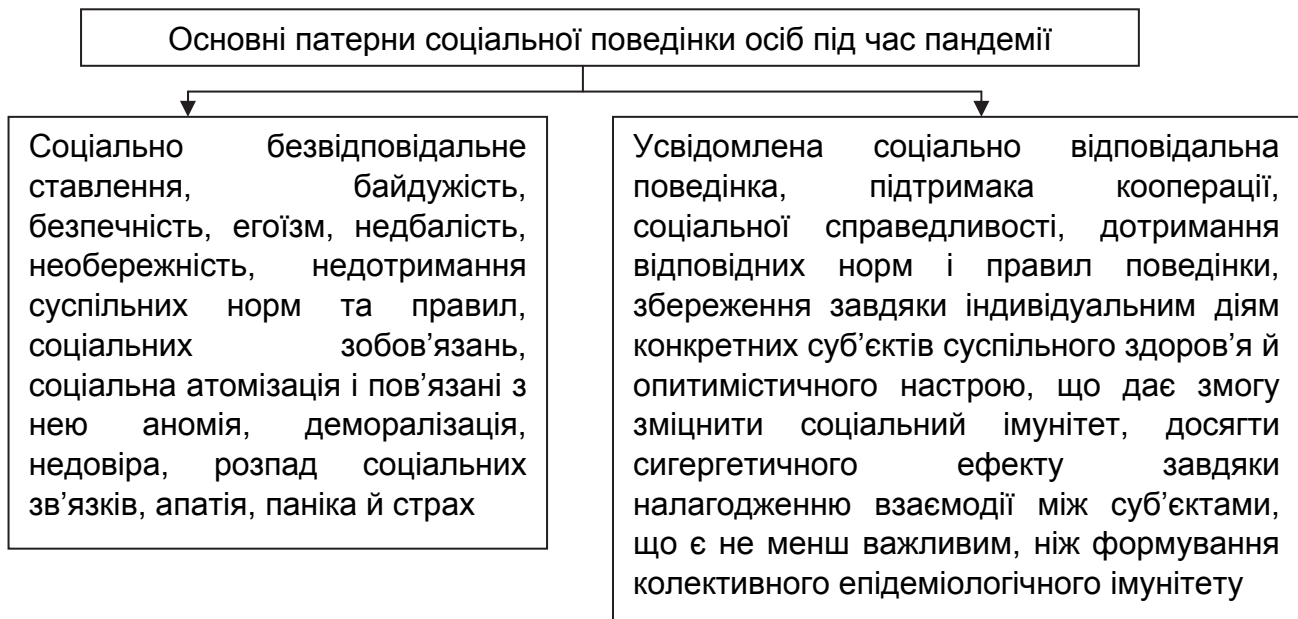 Основні патерни соціальної поведінки осіб під час пандемії
Соціально безвідповідальне
ставлення, байдужість,
безпечність, егоїзм, недбалість,
необережність, недотримання
суспільних норм та правил,
соціальних зобов’язань,
соціальна атомізація і пов’язані з
нею аномія, деморалізація,
недовіра, розпад соціальних
зв’язків, апатія, паніка й страх
Усвідомлена соціально відповідальна
поведінка, підтримака кооперації,
соціальної справедливості, дотримання
відповідних норм і правил поведінки,
збереження завдяки індивідуальним діям
конкретних суб’єктів суспільного здоров’я й
опитимістичного настрою, що дає змогу
зміцнити соціальний імунітет, досягти
сигергетичного ефекту завдяки
налагодженню взаємодії між суб’єктами,
що є не менш важливим, ніж формування
колективного епідеміологічного імунітету